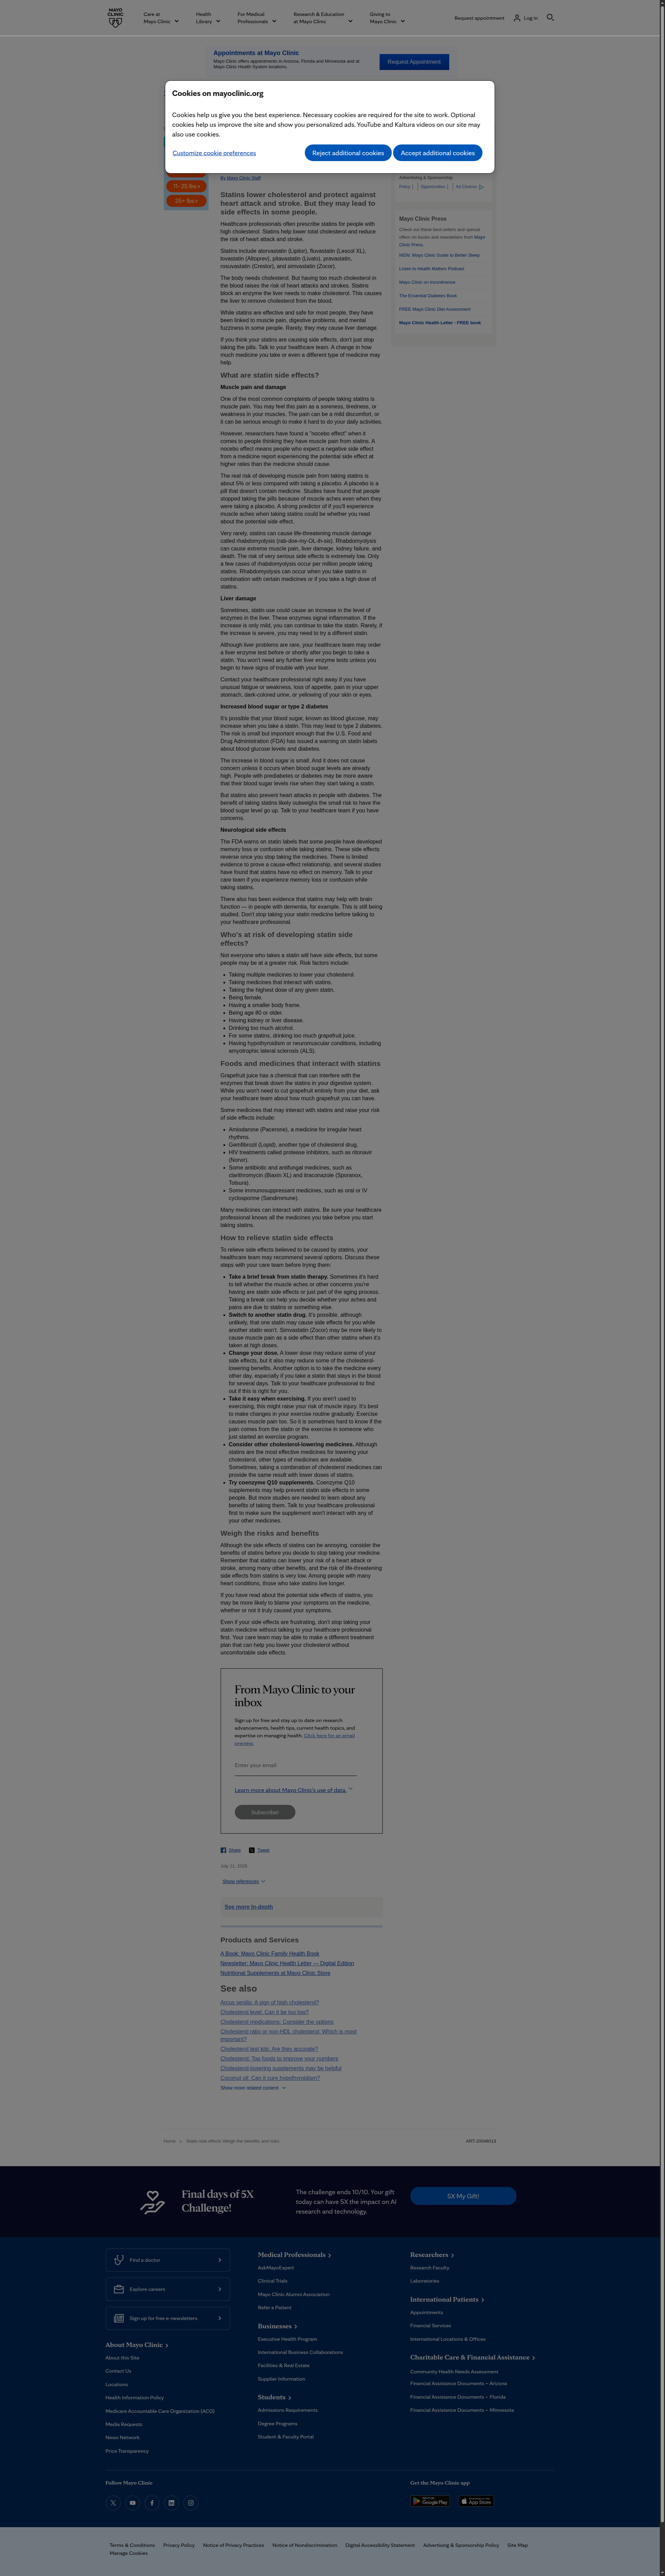 MAYO
CLINIC
Care at
Mayo Clinic
Health
Library
For Medical
Professionals
Research & Education
at Mayo Clinic
Giving to
Mayo Clinic
Request appointment
Log in
Appointments at Mayo Clinic
Mayo Clinic offers appointments in Arizona, Florida and Minnesota and at
Mayo Clinic Health System locations.
Request Appointment
Cookies on mayoclinic.org
Cookies help us give you the best experience. Necessary cookies are required for the site to work. Optional
cookies help us improve the site and show you personalized ads. YouTube and Kaltura videos on our site may
also use cookies.
Customize cookie preferences
Reject additional cookies
Accept additional cookies
11- 25 lbs >
25+ lbs >
By Mayo Clinic Staff
Statins lower cholesterol and protect against
heart attack and stroke. But they may lead to
side effects in some people.
Healthcare professionals often prescribe statins for people with
high cholesterol. Statins help lower total cholesterol and reduce
the risk of heart attack and stroke.
Statins include atorvastatin (Lipitor), fluvastatin (Lescol XL),
lovastatin (Altoprev), pitavastatin (Livalo), pravastatin,
rosuvastatin (Crestor), and simvastatin (Zocor).
The body needs cholesterol. But having too much cholesterol in
the blood raises the risk of heart attacks and strokes. Statins
block an enzyme the liver needs to make cholesterol. This causes
the liver to remove cholesterol from the blood.
While statins are effective and safe for most people, they have
been linked to muscle pain, digestive problems, and mental
fuzziness in some people. Rarely, they may cause liver damage.
If you think your statins are causing side effects, don't just stop
taking the pills. Talk to your healthcare team. A change in how
much medicine you take or a different type of medicine may
help.
What are statin side effects?
Muscle pain and damage
One of the most common complaints of people taking statins is
muscle pain. You may feel this pain as a soreness, tiredness, or
weakness in your muscles. The pain can be a mild discomfort, or
it can be serious enough to make it hard to do your daily activities.
However, researchers have found a "nocebo effect" when it
comes to perceived muscle pain and statins. A
nocebo effect means people who expect a negative side effect
from a medicine report experiencing the potential side effect at
higher rates than the medicine should cause.
The real risk of developing muscle pain from taking statins is
about 5% or less compared with taking a placebo. A placebo is a
pill that doesn't contain medicine. Studies have found that people
stopped taking the pills because of muscle aches even when they
were taking a placebo. A strong predictor of if you'll experience
muscle aches when taking statins could be whether you read
about the potential side effect.
Very rarely, statins can cause life-threatening muscle damage
called rhabdomyolysis (rab-doe-my-OL-ih-sis). Rhabdomyolysis
can cause extreme muscle pain, liver damage, kidney failure, and
death. The risk of very serious side effects is extremely low. Only
a few cases of rhabdomyolysis occur per million people taking
statins. Rhabdomyolysis can occur when you take statins in
combination with certain medicines or if you take a high dose of
statins.
Liver damage
Sometimes, statin use could cause an increase in the level of
enzymes in the liver. These enzymes signal inflammation. If the
increase is only mild, you can continue to take the statin. Rarely, if
the increase is severe, you may need to try a different statin.
Although liver problems are rare, your healthcare team may order
a liver enzyme test before or shortly after you begin to take a
statin. You won't need any further liver enzyme tests unless you
begin to have signs of trouble with your liver.
Contact your healthcare professional right away if you have
unusual fatigue or weakness, loss of appetite, pain in your upper
stomach, dark-colored urine, or yellowing of your skin or eyes.
Increased blood sugar or type 2 diabetes
It's possible that your blood sugar, known as blood glucose, may
increase when you take a statin. This may lead to type 2 diabetes.
The risk is small but important enough that the U.S. Food and
Drug Administration (FDA) has issued a warning on statin labels
about blood glucose levels and diabetes.
The increase in blood sugar is small. And it does not cause
concern unless it occurs when blood sugar levels are already
high. People with prediabetes or diabetes may be more aware
that their blood sugar levels rise when they start taking a statin.
But statins also prevent heart attacks in people with diabetes. The
benefit of taking statins likely outweighs the small risk to have the
blood sugar level go up. Talk to your healthcare team if you have
concerns.
Neurological side effects
The FDA warns on statin labels that some people have developed
memory loss or confusion while taking statins. These side effects
reverse once you stop taking the medicines. There is limited
evidence to prove a cause-effect relationship, and several studies
have found that statins have no effect on memory. Talk to your
care team if you experience memory loss or confusion while
taking statins.
There also has been evidence that statins may help with brain
function — in people with dementia, for example. This is still being
studied. Don't stop taking your statin medicine before talking to
your healthcare professional.
Who's at risk of developing statin side
effects?
Not everyone who takes a statin will have side effects, but some
people may be at a greater risk. Risk factors include:
• Taking multiple medicines to lower your cholesterol.
• Taking medicines that interact with statins.
• Taking the highest dose of any given statin.
• Being female.
• Having a smaller body frame.
• Being age 80 or older.
• Having kidney or liver disease.
• Drinking too much alcohol.
• For some statins, drinking too much grapefruit juice.
• Having hypothyroidism or neuromuscular conditions, including
amyotrophic lateral sclerosis (ALS).
Foods and medicines that interact with statins
Grapefruit juice has a chemical that can interfere with the
enzymes that break down the statins in your digestive system.
While you won't need to cut grapefruit entirely from your diet, ask
your healthcare team about how much grapefruit you can have.
Some medicines that may interact with statins and raise your risk
of side effects include:
• Amiodarone (Pacerone), a medicine for irregular heart
rhythms.
• Gemfibrozil (Lopid), another type of cholesterol drug.
• HIV treatments called protease inhibitors, such as ritonavir
(Norvir).
• Some antibiotic and antifungal medicines, such as
clarithromycin (Biaxin XL) and itraconazole (Sporanox,
Tolsura).
• Some immunosuppressant medicines, such as oral or IV
cyclosporine (Sandimmune).
Many medicines can interact with statins. Be sure your healthcare
professional knows all the medicines you take before you start
taking statins.
How to relieve statin side effects
To relieve side effects believed to be caused by statins, your
healthcare team may recommend several options. Discuss these
steps with your care team before trying them:
• Take a brief break from statin therapy. Sometimes it's hard
to tell whether the muscle aches or other concerns you're
having are statin side effects or just part of the aging process.
Taking a break can help you decide whether your aches and
pains are due to statins or something else.
• Switch to another statin drug. It's possible, although
unlikely, that one statin may cause side effects for you while
another statin won't. Simvastatin (Zocor) may be more likely to
cause muscle pain as a side effect than other statins when it's
taken at high doses.
• Change your dose. A lower dose may reduce some of your
side effects, but it also may reduce some of the cholesterol-
lowering benefits. Another option is to take the medicine every
other day, especially if you take a statin that stays in the blood
for several days. Talk to your healthcare professional to find
out if this is right for you.
• Take it easy when exercising. If you aren't used to
exercising, this might raise your risk of muscle injury. It's best
to make changes in your exercise routine gradually. Exercise
causes muscle pain too. So it is sometimes hard to know if the
pain comes from the statin or the exercise in someone who
just started an exercise program.
• Consider other cholesterol-lowering medicines. Although
statins are the most effective medicines for lowering your
cholesterol, other types of medicines are available.
Sometimes, taking a combination of cholesterol medicines can
provide the same result with lower doses of statins.
• Try coenzyme Q10 supplements. Coenzyme Q10
supplements may help prevent statin side effects in some
people. But more studies are needed to learn about any
benefits of taking them. Talk to your healthcare professional
first to make sure the supplement won't interact with any of
your other medicines.
Weigh the risks and benefits
Although the side effects of statins can be annoying, consider the
benefits of statins before you decide to stop taking your medicine.
Remember that statins can lower your risk of a heart attack or
stroke, among many other benefits, and the risk of life-threatening
side effects from statins is very low. Among people with many
conditions, those who take statins live longer.
If you have read about the potential side effects of statins, you
may be more likely to blame your symptoms on the medicine,
whether or not it truly caused your symptoms.
Even if your side effects are frustrating, don't stop taking your
statin medicine without talking to your healthcare professional
first. Your care team may be able to make a different treatment
plan that can help you lower your cholesterol without
uncomfortable side effects.
Advertising & Sponsorship
Policy | Opportunities | Ad Choices
Mayo Clinic Press
Check out these best-sellers and special
offers on books and newsletters from Mayo
Clinic Press.
NEW: Mayo Clinic Guide to Better Sleep
Listen to Health Matters Podcast
Mayo Clinic on Incontinence
The Essential Diabetes Book
FREE Mayo Clinic Diet Assessment
Mayo Clinic Health Letter - FREE book
From Mayo Clinic to your
inbox
Sign up for free and stay up to date on research
advancements, health tips, current health topics, and
expertise on managing health. Click here for an email
preview.
Enter your email
Learn more about Mayo Clinic's use of data.
Subscribe!
Share
Tweet
Show references
See more In-depth
Products and Services
A Book: Mayo Clinic Family Health Book
Newsletter: Mayo Clinic Health Letter — Digital Edition
Nutritional Supplements at Mayo Clinic Store
See also
Arcus senilis: A sign of high cholesterol?
Cholesterol level: Can it be too low?
Cholesterol medications: Consider the options
Cholesterol ratio or non-HDL cholesterol: Which is most
important?
Cholesterol test kits: Are they accurate?
Cholesterol: Top foods to improve your numbers
Cholesterol-lowering supplements may be helpful
Coconut oil: Can it cure hypothyroidism?
Show more related content
Home > Statin side effects Weigh the benefits and risks
ART-20046013
Final days of 5X
Challenge!
The challenge ends 10/10. Your gift
today can have 5X the impact on AI
research and technology.
5X My Gift!
Find a doctor
Explore careers
Sign up for free e-newsletters
About Mayo Clinic
About this Site
Contact Us
Locations
Health Information Policy
Medicare Accountable Care Organization (ACO)
Media Requests
News Network
Price Transparency
Medical Professionals
AskMayoExpert
Clinical Trials
Mayo Clinic Alumni Association
Refer a Patient
Businesses
Executive Health Program
International Business Collaborations
Facilities & Real Estate
Supplier Information
Students
Admissions Requirements
Degree Programs
Student & Faculty Portal
Researchers
Research Faculty
Laboratories
International Patients
Appointments
Financial Services
International Locations & Offices
Charitable Care & Financial Assistance
Community Health Needs Assessment
Financial Assistance Documents – Arizona
Financial Assistance Documents – Florida
Financial Assistance Documents – Minnesota
Follow Mayo Clinic
Get the Mayo Clinic app
Google Play
App Store
Terms & Conditions
Privacy Policy
Notice of Privacy Practices
Notice of Nondiscrimination
Digital Accessibility Statement
Advertising & Sponsorship Policy
Site Map
Manage Cookies